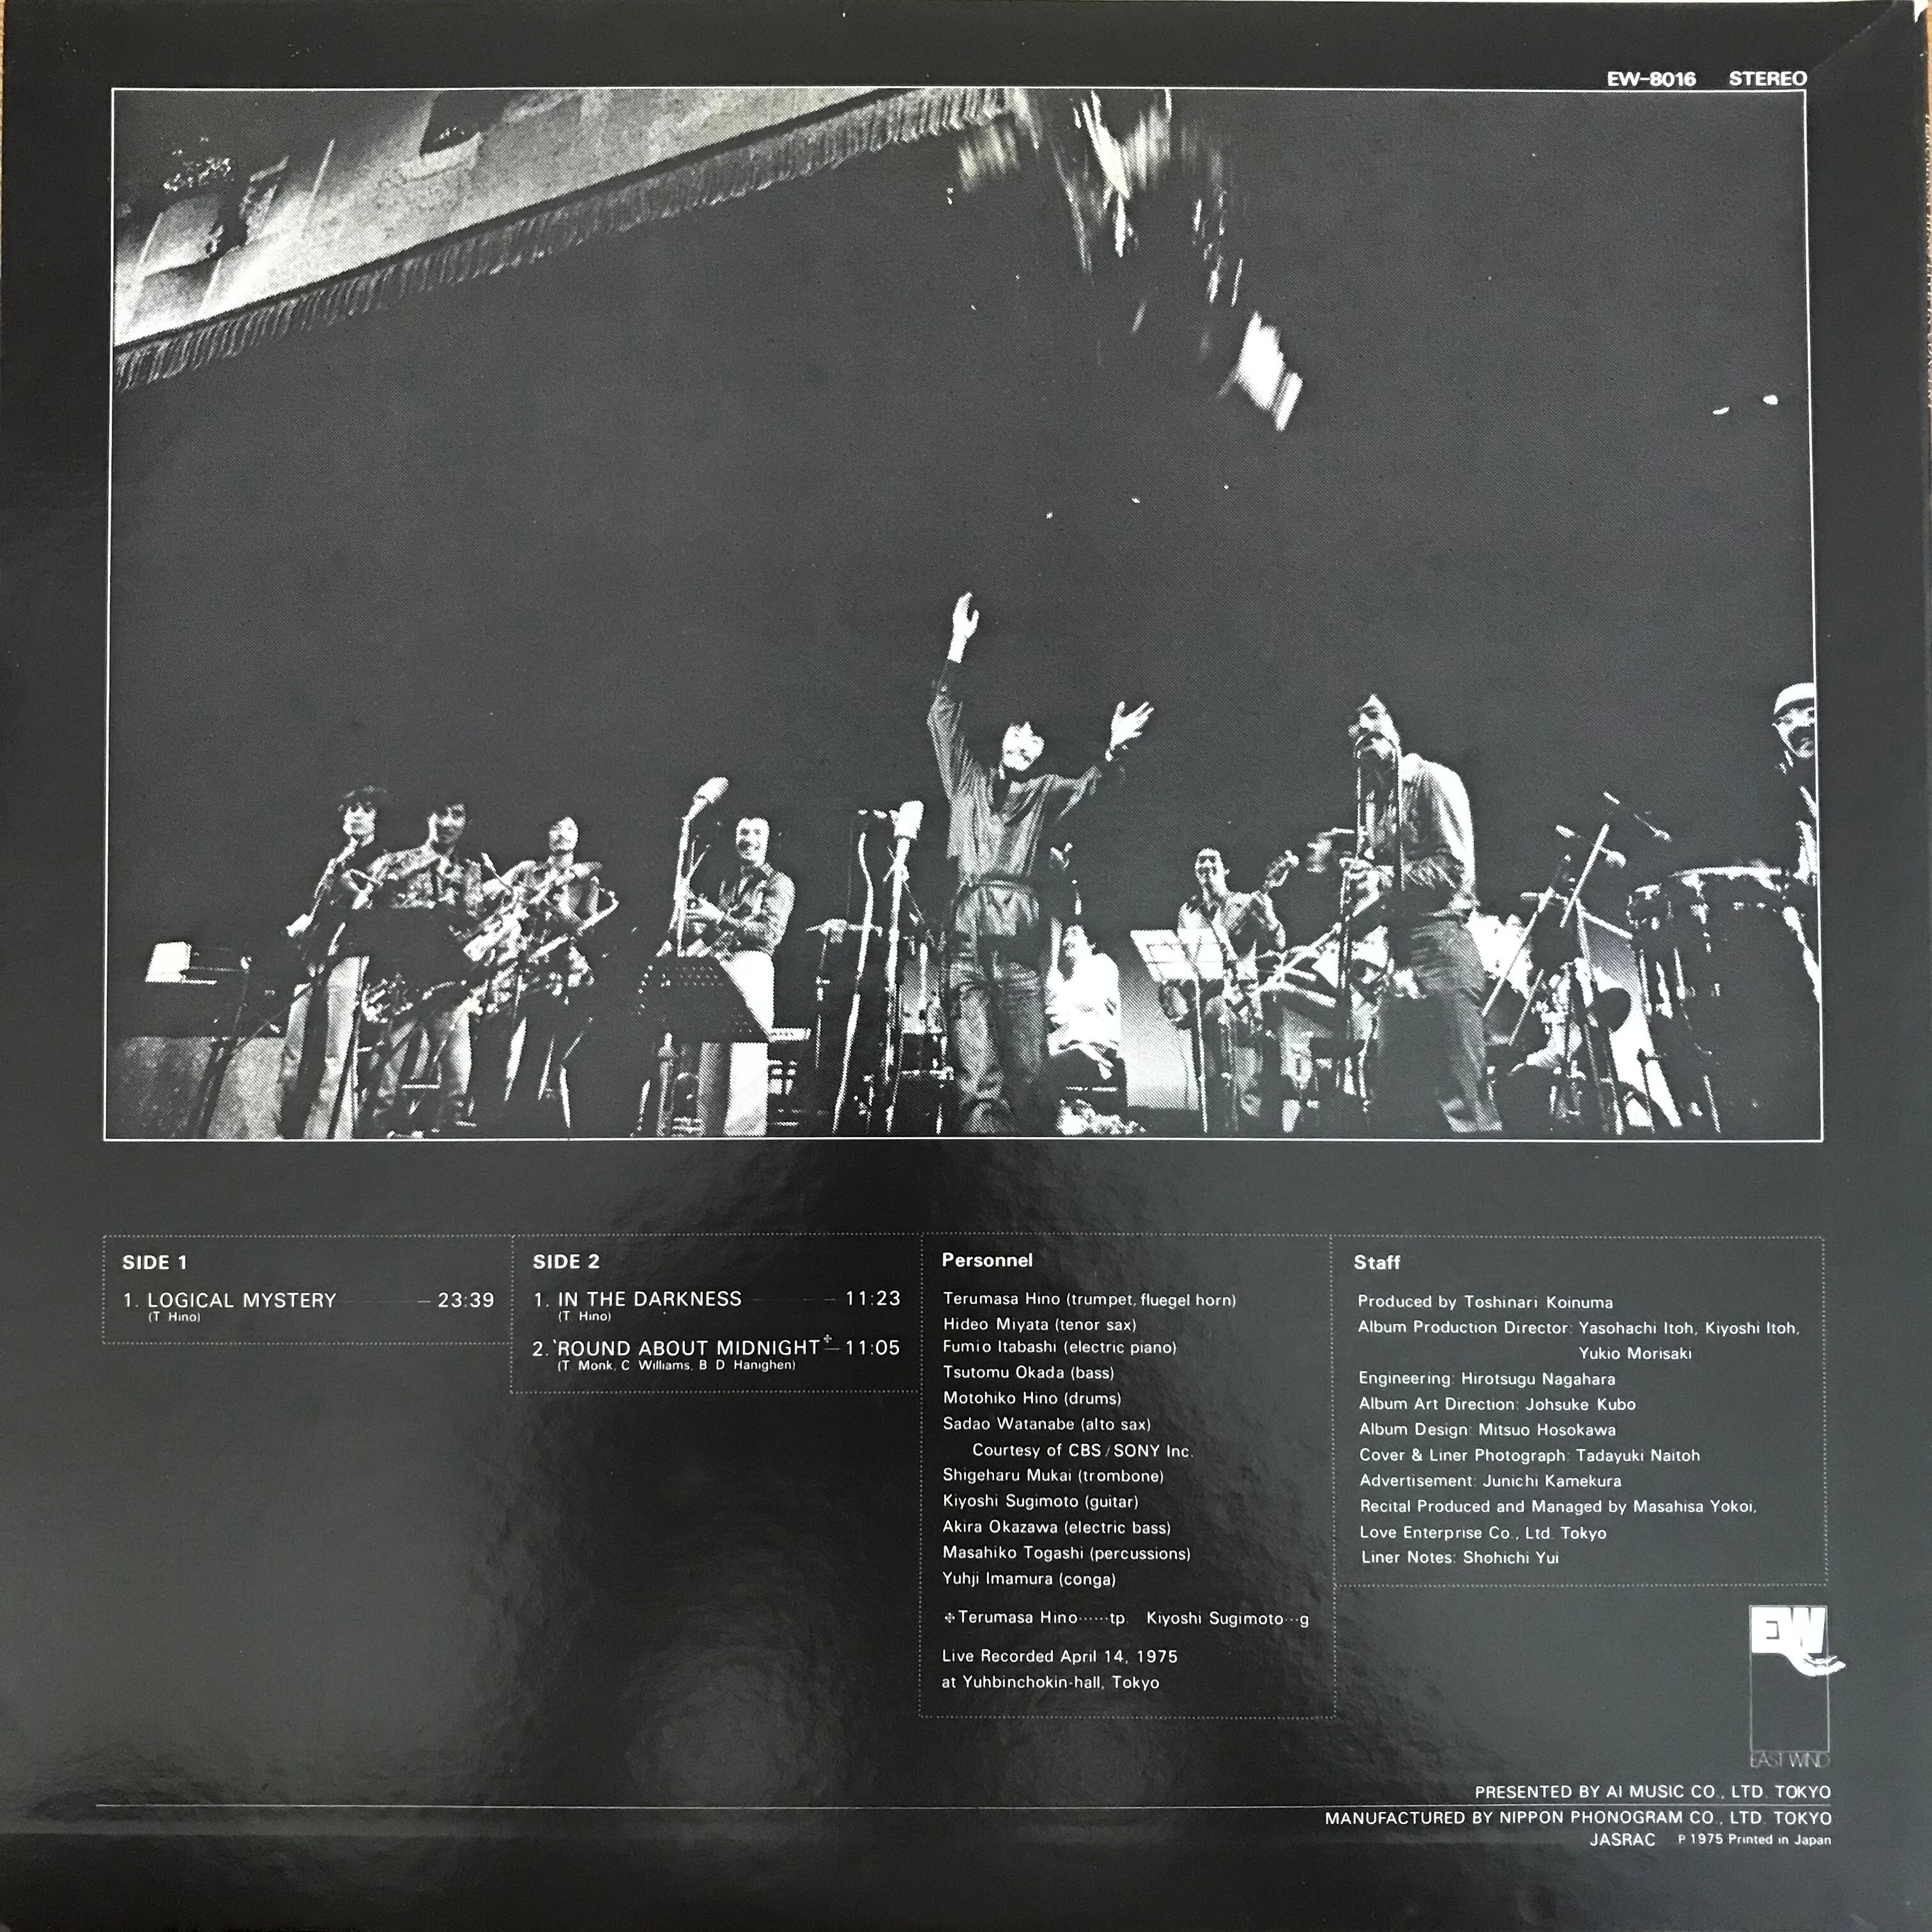 EW-8016 STEREO
SIDE 1
1. LOGICAL MYSTERY — 23:39
(T. Hino)
SIDE 2
1. IN THE DARKNESS — 11:23
(T. Hino)
2. 'ROUND ABOUT MIDNIGHT✣ — 11:05
(T. Monk, C. Williams, B. D. Hanighen)
Personnel
Terumasa Hino (trumpet, fluegel horn)
Hideo Miyata (tenor sax)
Fumio Itabashi (electric piano)
Tsutomu Okada (bass)
Motohiko Hino (drums)
Sadao Watanabe (alto sax)
Courtesy of CBS/SONY Inc.
Shigeharu Mukai (trombone)
Kiyoshi Sugimoto (guitar)
Akira Okazawa (electric bass)
Masahiko Togashi (percussions)
Yuhji Imamura (conga)
✣Terumasa Hino……tp. Kiyoshi Sugimoto…g
Live Recorded April 14, 1975
at Yuhbinchokin-hall, Tokyo
Staff
Produced by Toshinari Koinuma
Album Production Director: Yasohachi Itoh, Kiyoshi Itoh,
Yukio Morisaki
Engineering: Hirotsugu Nagahara
Album Art Direction: Johsuke Kubo
Album Design: Mitsuo Hosokawa
Cover & Liner Photograph: Tadayuki Naitoh
Advertisement: Junichi Kamekura
Recital Produced and Managed by Masahisa Yokoi,
Love Enterprise Co., Ltd. Tokyo
Liner Notes: Shohichi Yui
EW
EAST WIND
PRESENTED BY AI MUSIC CO., LTD. TOKYO
MANUFACTURED BY NIPPON PHONOGRAM CO., LTD. TOKYO
JASRAC P 1975 Printed in Japan